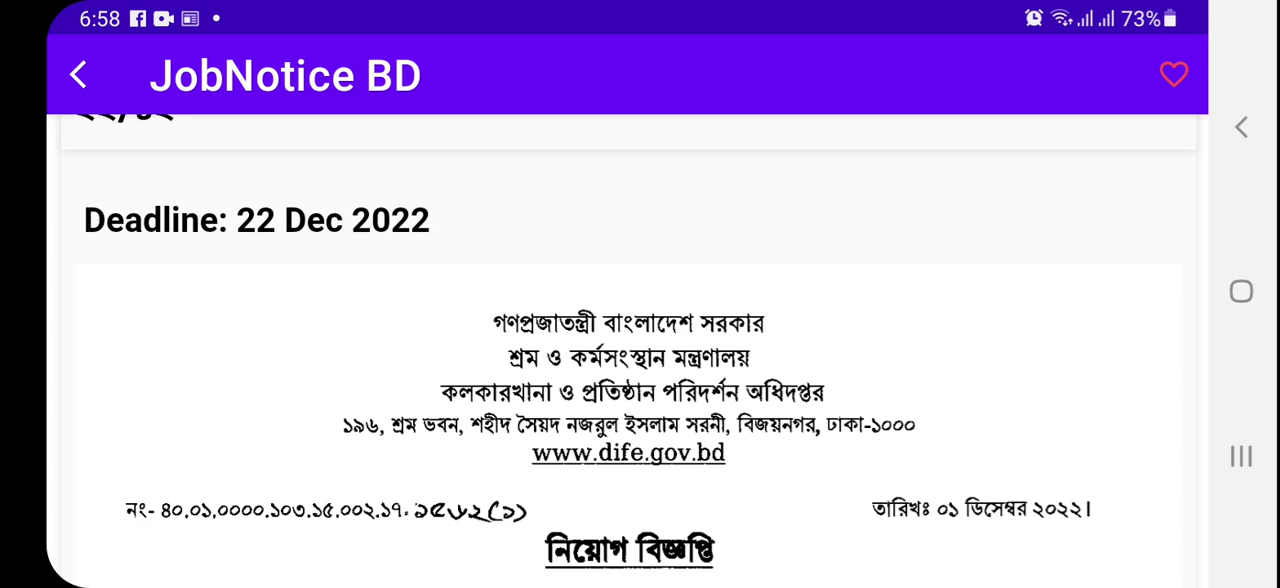 6:58 73%
JobNotice BD
Deadline: 22 Dec 2022
গণপ্রজাতন্ত্রী বাংলাদেশ সরকার
শ্রম ও কর্মসংস্থান মন্ত্রণালয়
কলকারখানা ও প্রতিষ্ঠান পরিদর্শন অধিদপ্তর
১৯৬, শ্রম ভবন, শহীদ সৈয়দ নজরুল ইসলাম সরনী, বিজয়নগর, ঢাকা-১০০০
www.dife.gov.bd
নং- ৪০.০১.০০০০.১০৩.১৫.০০২.১৭. তারিখঃ ০১ ডিসেম্বর ২০২২।
নিয়োগ বিজ্ঞপ্তি